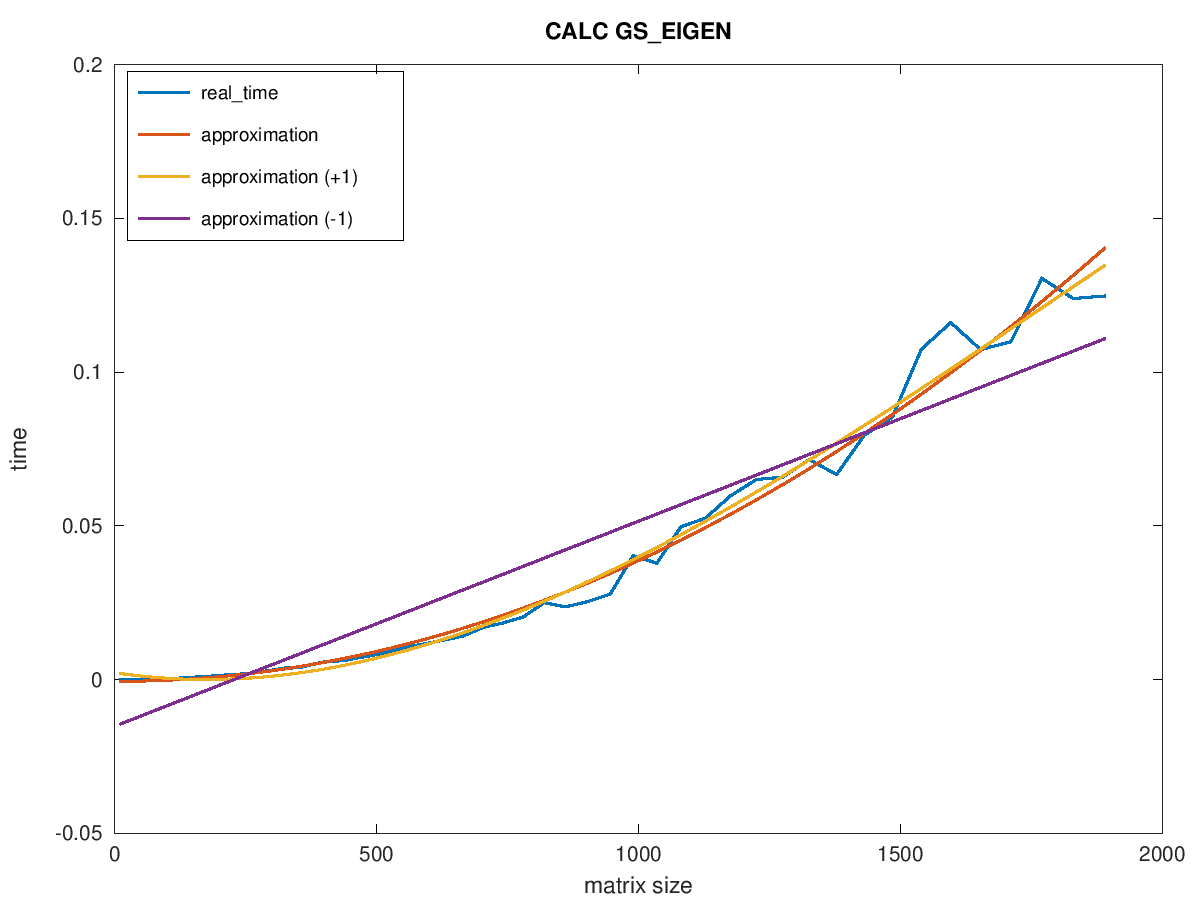 CALC GS_EIGEN
0.2
0.15
0.1
0.05
0
-0.05
time
real_time
approximation
approximation (+1)
approximation (-1)
0 500 1000 1500 2000
matrix size